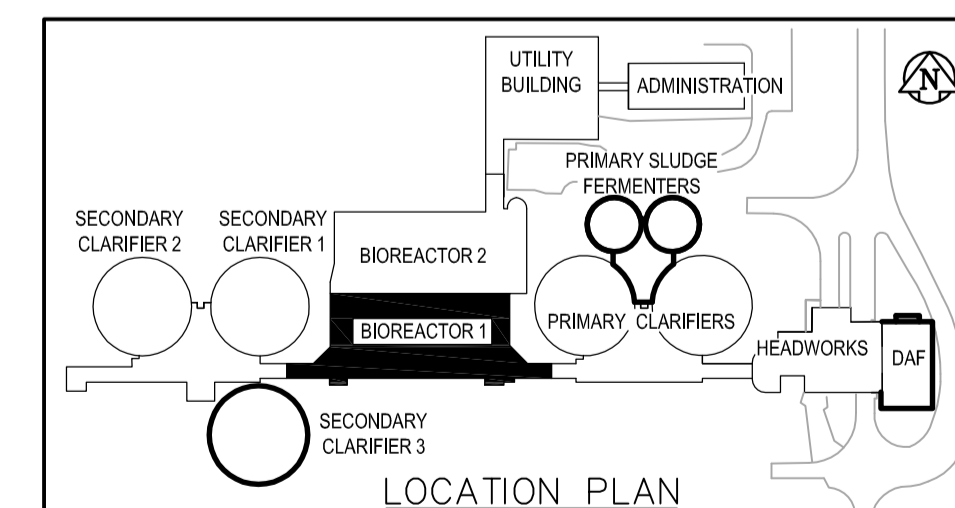 UTILITY
BUILDING
ADMINISTRATION
N
PRIMARY SLUDGE
FERMENTERS
SECONDARY
CLARIFIER 2
SECONDARY
CLARIFIER 1
BIOREACTOR 2
BIOREACTOR 1
PRIMARY CLARIFIERS
HEADWORKS
DAF
SECONDARY
CLARIFIER 3
LOCATION PLAN